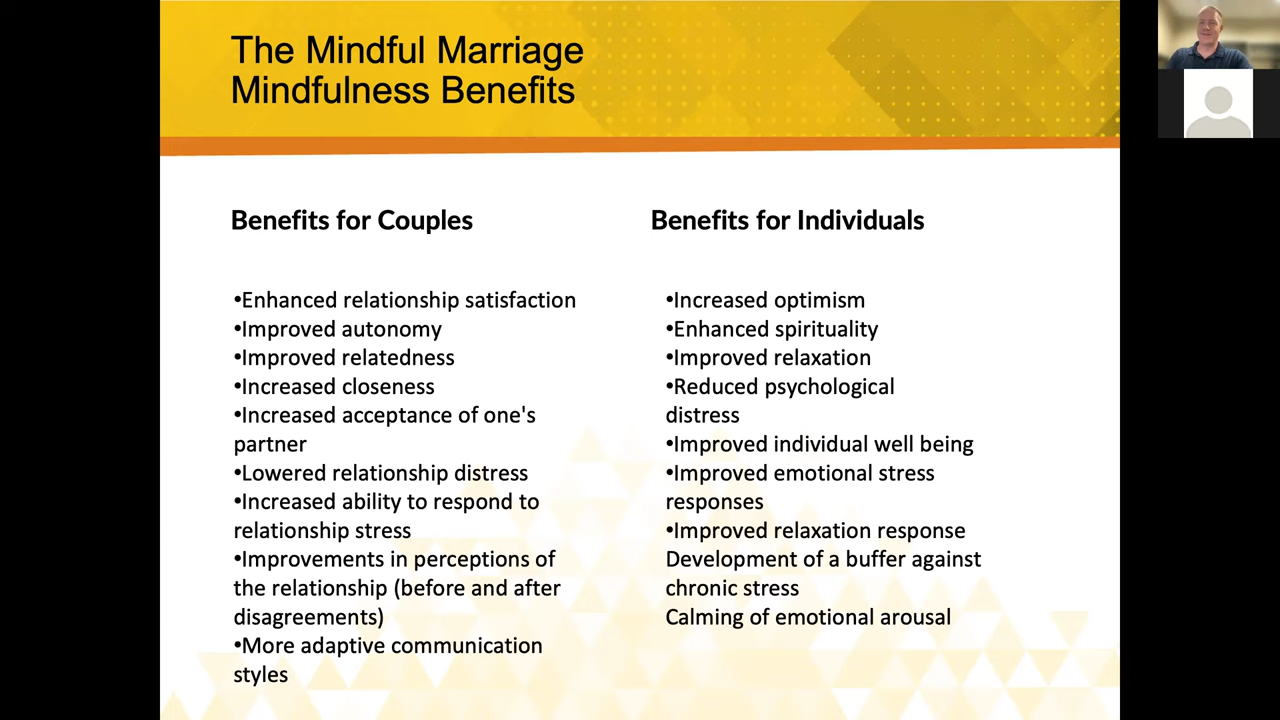 The Mindful Marriage
Mindfulness Benefits
Benefits for Couples
•Enhanced relationship satisfaction
•Improved autonomy
•Improved relatedness
•Increased closeness
•Increased acceptance of one's
partner
•Lowered relationship distress
•Increased ability to respond to
relationship stress
•Improvements in perceptions of
the relationship (before and after
disagreements)
•More adaptive communication
styles
Benefits for Individuals
•Increased optimism
•Enhanced spirituality
•Improved relaxation
•Reduced psychological
distress
•Improved individual well being
•Improved emotional stress
responses
•Improved relaxation response
Development of a buffer against
chronic stress
Calming of emotional arousal